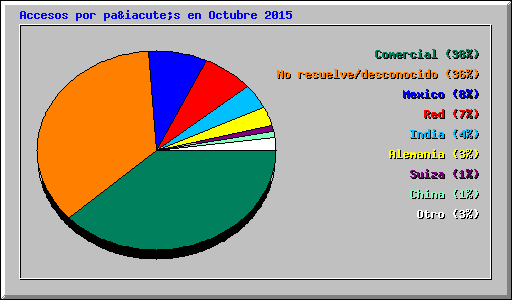 Accesos por pa&iacute;s en Octubre 2015
Comercial (38%)
No resuelve/desconocido (36%)
Mexico (8%)
Red (7%)
India (4%)
Alemania (3%)
Suiza (1%)
China (1%)
Otro (3%)